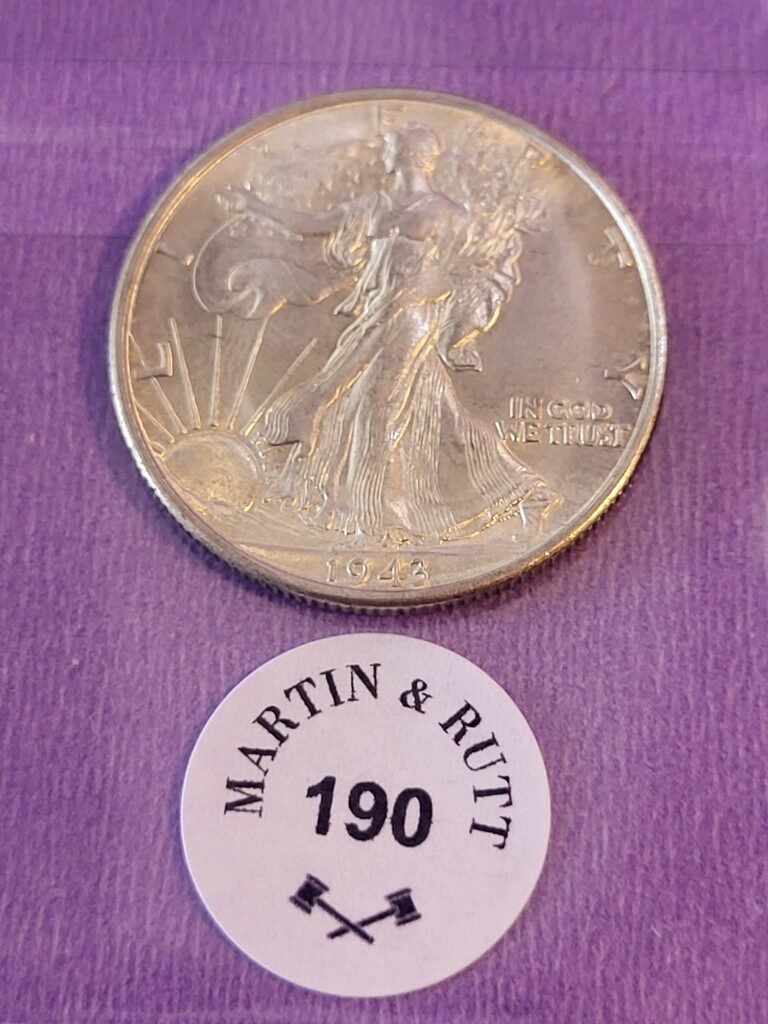 LIBERTY
IN GOD
WE TRUST
1943
MARTIN & RUTT
190